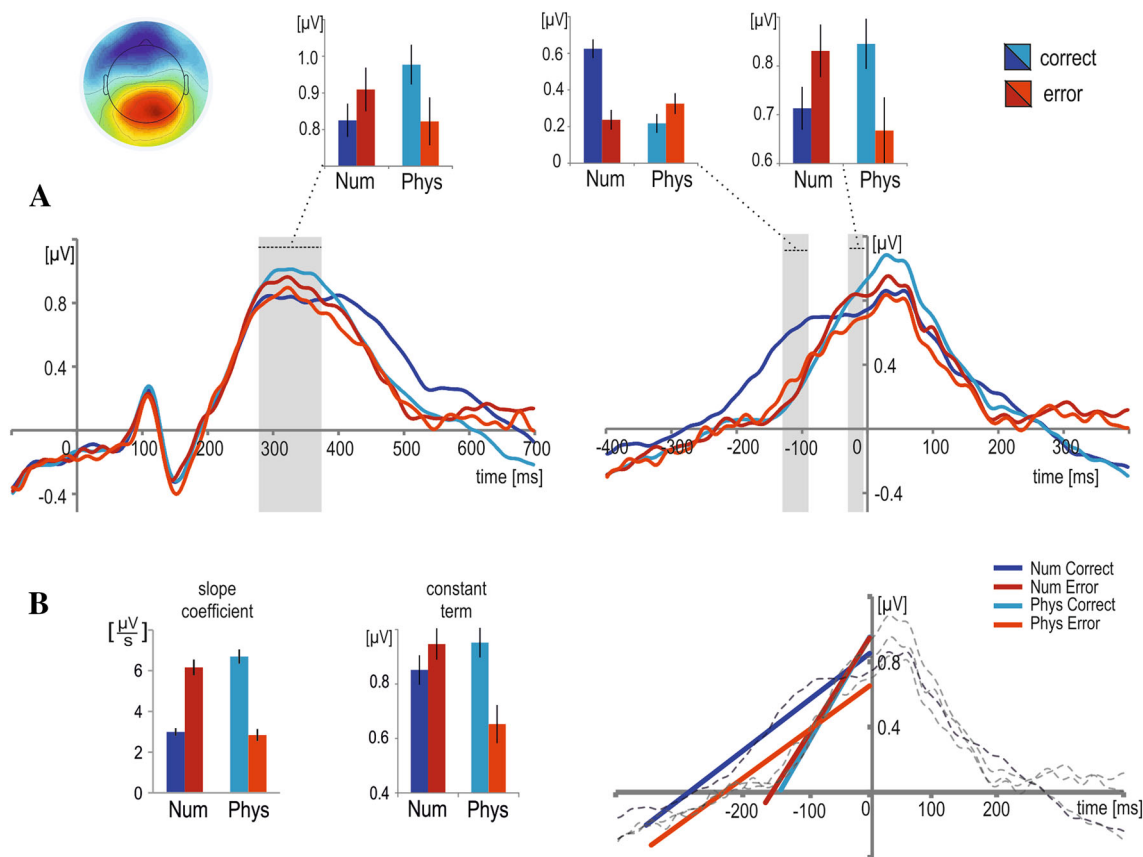 [µV]
1.0
0.9
0.8
Num Phys
[µV]
0.6
0.4
0.2
0
Num Phys
[µV]
0.8
0.7
0.6
Num Phys
correct
error
A
[µV]
0.8
0.4
-0.4
0 100 200 300 400 500 600 700
time [ms]
[µV]
0.4
-0.4
-400 -300 -200 -100 0 100 200 300
time [ms]
B
slope
coefficient
[µV/s]
6
4
2
0
Num Phys
constant
term
[µV]
0.8
0.6
0.4
Num Phys
Num Correct
Num Error
Phys Correct
Phys Error
[µV]
0.8
0.4
-200 -100 0 100 200
time [ms]